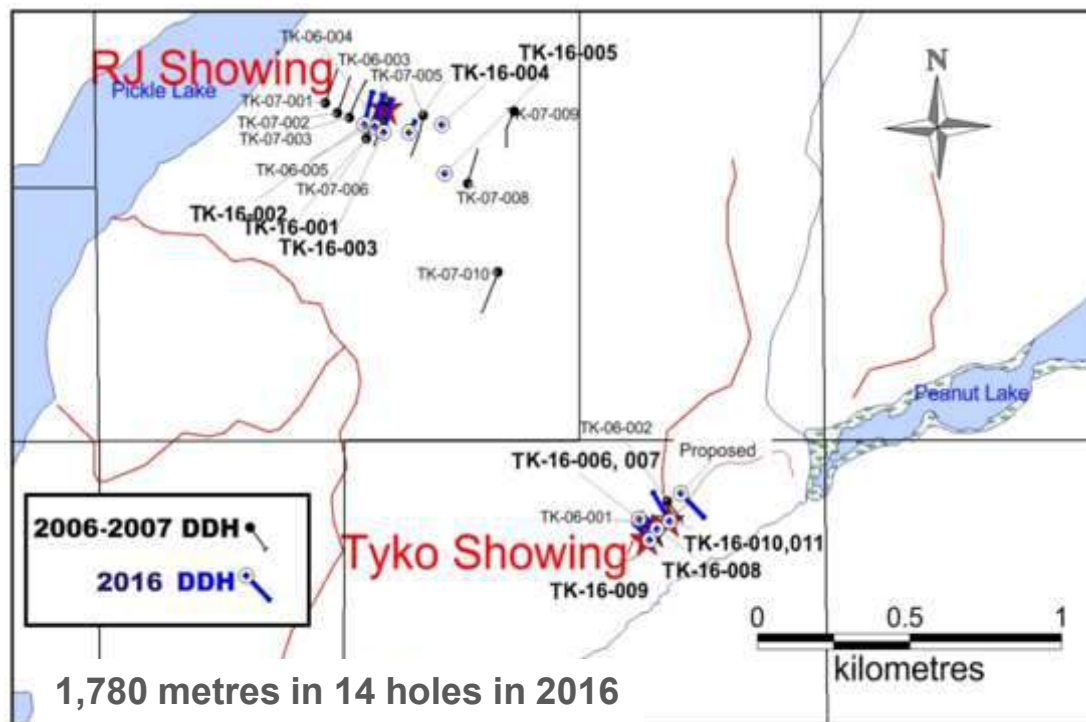 TK-06-004
TK-16-005
TK-06-003
RJ Showing
TK-07-005
TK-16-004
N
Pickle Lake
TK-07-001
TK-07-009
TK-07-002
TK-07-003
TK-06-005
TK-07-006
TK-07-008
TK-16-002
TK-16-001
TK-16-003
TK-07-010
Peanut Lake
TK-06-002
Proposed
TK-16-006, 007
TK-06-001
2006-2007 DDH
Tyko Showing
TK-16-010,011
TK-16-008
2016 DDH
TK-16-009
0 0.5 1
kilometres
1,780 metres in 14 holes in 2016